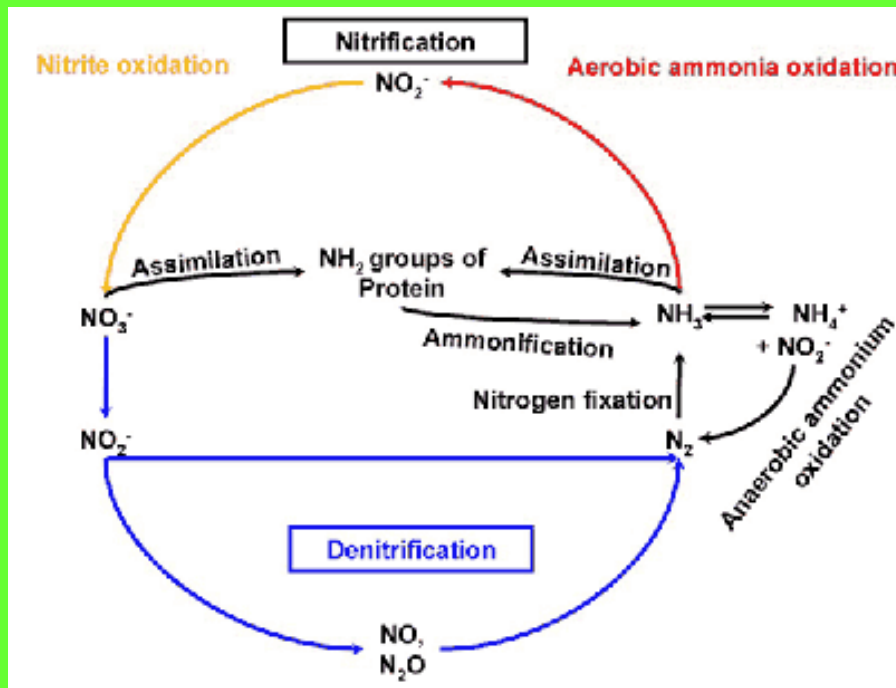 Nitrification
Nitrite oxidation
Aerobic ammonia oxidation
NO₂⁻
Assimilation
NH₂ groups of
Protein
Assimilation
NO₃⁻
NH₃
NH₄⁺
+ NO₂⁻
Ammonification
Nitrogen fixation
Anaerobic ammonium
oxidation
NO₂⁻
N₂
Denitrification
NO,
N₂O